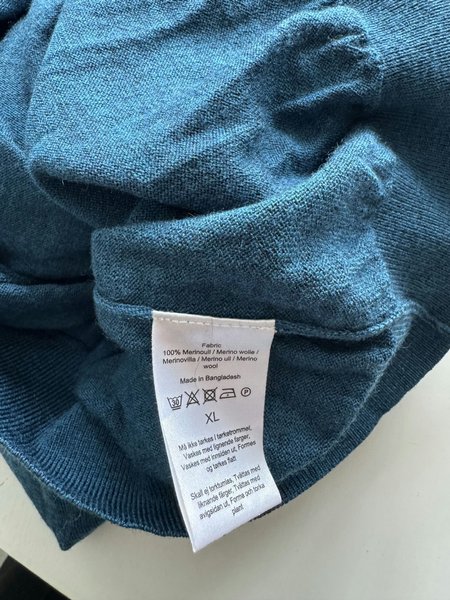 Fabric
100% Merinoull / Merino wolle /
Merinovilla / Merino ull / Merino
wool
Made in Bangladesh
30 P
XL
Må ikke tørkes i tørketrommel,
Vaskes med lignende farger,
Vaskes med innsiden ut, Formes
og tørkes flatt
Skall ej torktumlas, Tvättas med
liknande färger, Tvättas med
avigsidan ut, Forma och torka
plant